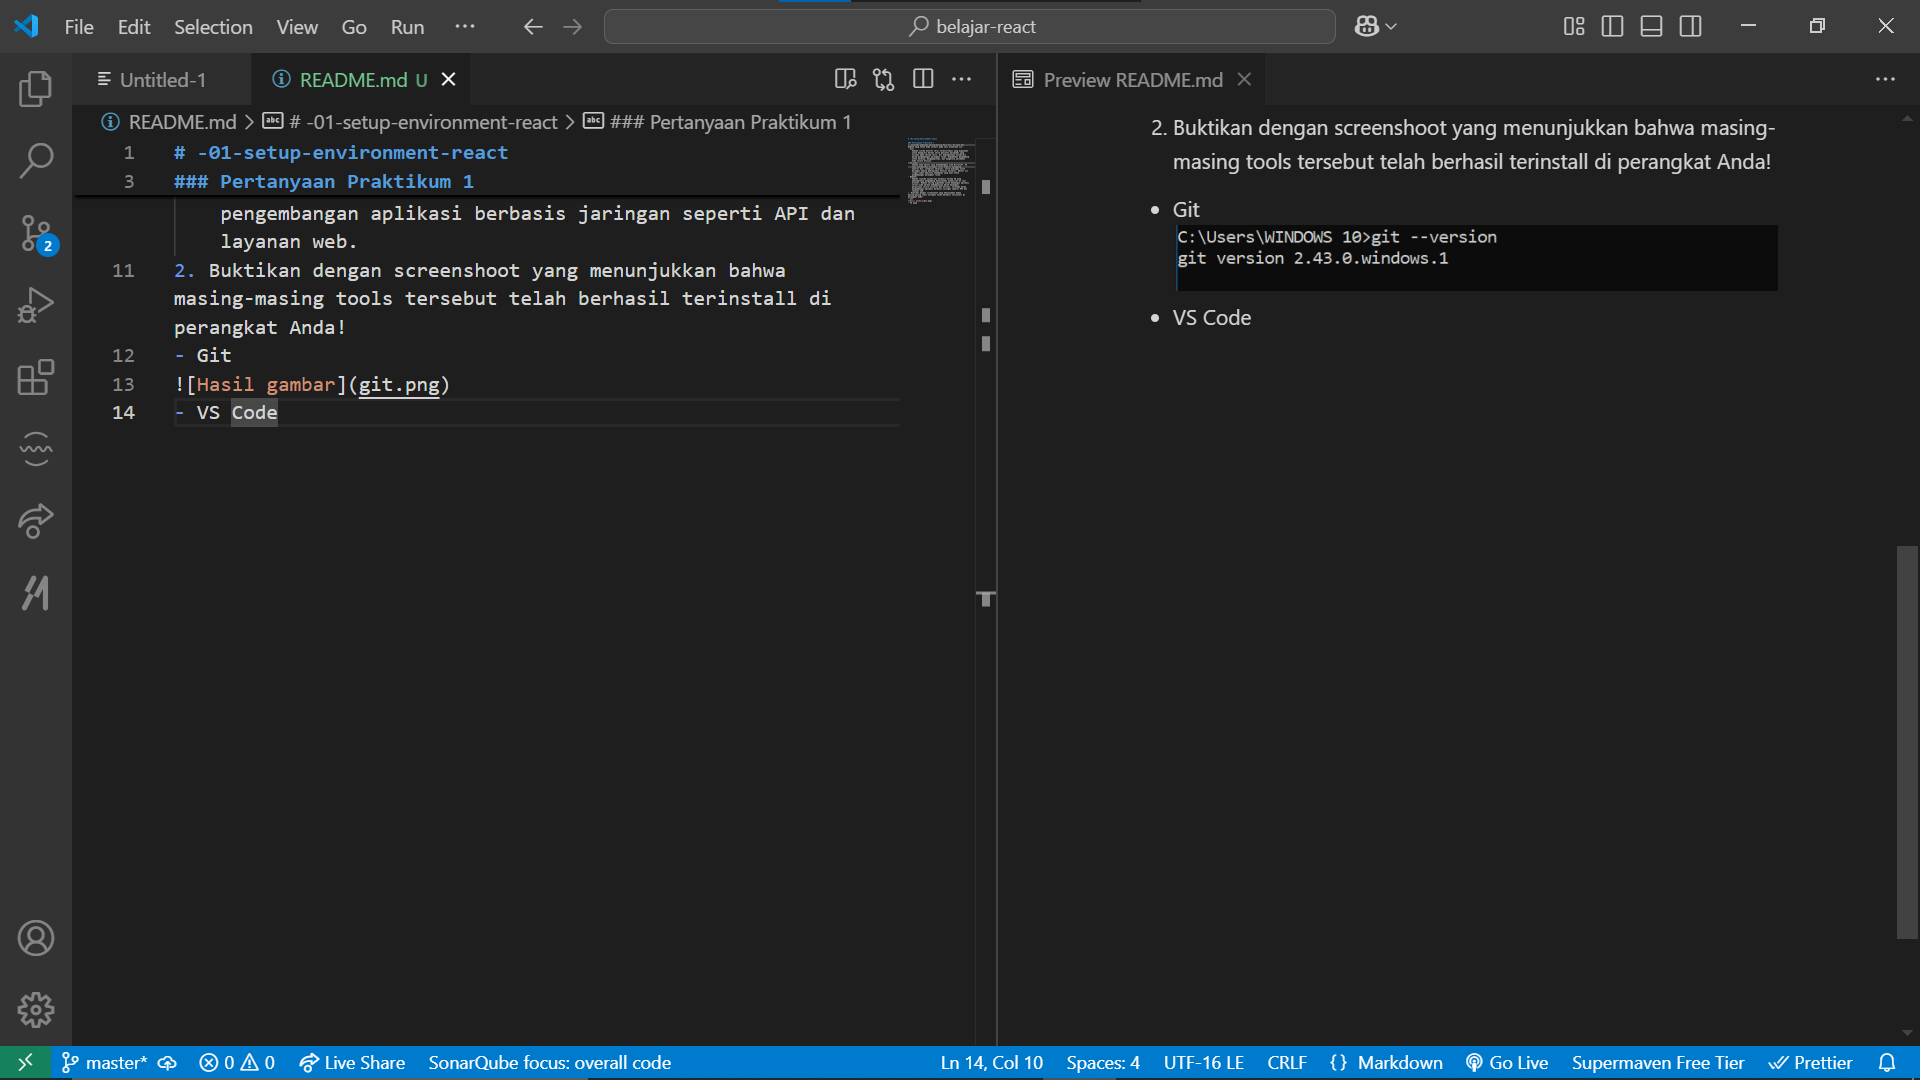 File Edit Selection View Go Run ···
belajar-react
Untitled-1
README.md U
Preview README.md
README.md > # -01-setup-environment-react > ### Pertanyaan Praktikum 1
1 # -01-setup-environment-react
3 ### Pertanyaan Praktikum 1
pengembangan aplikasi berbasis jaringan seperti API dan
layanan web.
11 2. Buktikan dengan screenshoot yang menunjukkan bahwa
masing-masing tools tersebut telah berhasil terinstall di
perangkat Anda!
12 - Git
13 ![Hasil gambar](git.png)
14 - VS Code
2. Buktikan dengan screenshoot yang menunjukkan bahwa masing-
masing tools tersebut telah berhasil terinstall di perangkat Anda!
• Git
C:\Users\WINDOWS 10>git --version
git version 2.43.0.windows.1
• VS Code
2
master* 0 0 Live Share SonarQube focus: overall code Ln 14, Col 10 Spaces: 4 UTF-16 LE CRLF {} Markdown Go Live Supermaven Free Tier Prettier